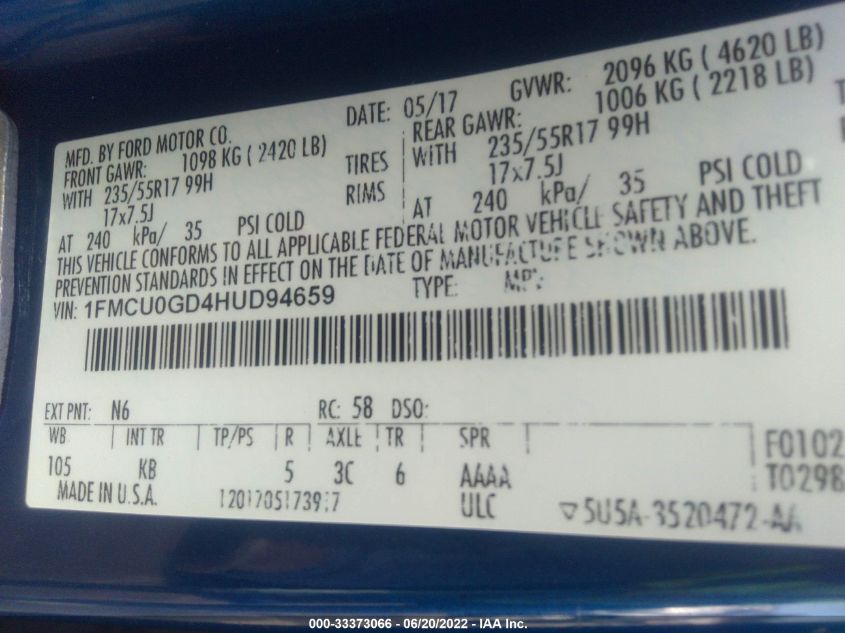 MFD. BY FORD MOTOR CO. DATE: 05/17 GVWR: 2096 KG ( 4620 LB)
FRONT GAWR: 1098 KG ( 2420 LB) REAR GAWR: 1006 KG ( 2218 LB)
WITH 235/55R17 99H TIRES WITH 235/55R17 99H
17x7.5J RIMS 17x7.5J
AT 240 kPa/ 35 PSI COLD AT 240 kPa/ 35 PSI COLD
THIS VEHICLE CONFORMS TO ALL APPLICABLE FEDERAL MOTOR VEHICLE SAFETY AND THEFT
PREVENTION STANDARDS IN EFFECT ON THE DATE OF MANUFACTURE SHOWN ABOVE.
VIN: 1FMCU0GD4HUD94659 TYPE: MPV
EXT PNT: N6 RC: 58 DSO:
WB INT TR TP/PS R AXLE TR SPR F0102
105 KB 5 3C 6 AAAA T0298
MADE IN U.S.A. ULC 5U5A-3520472-AA
000-33373066 - 06/20/2022 - IAA Inc.